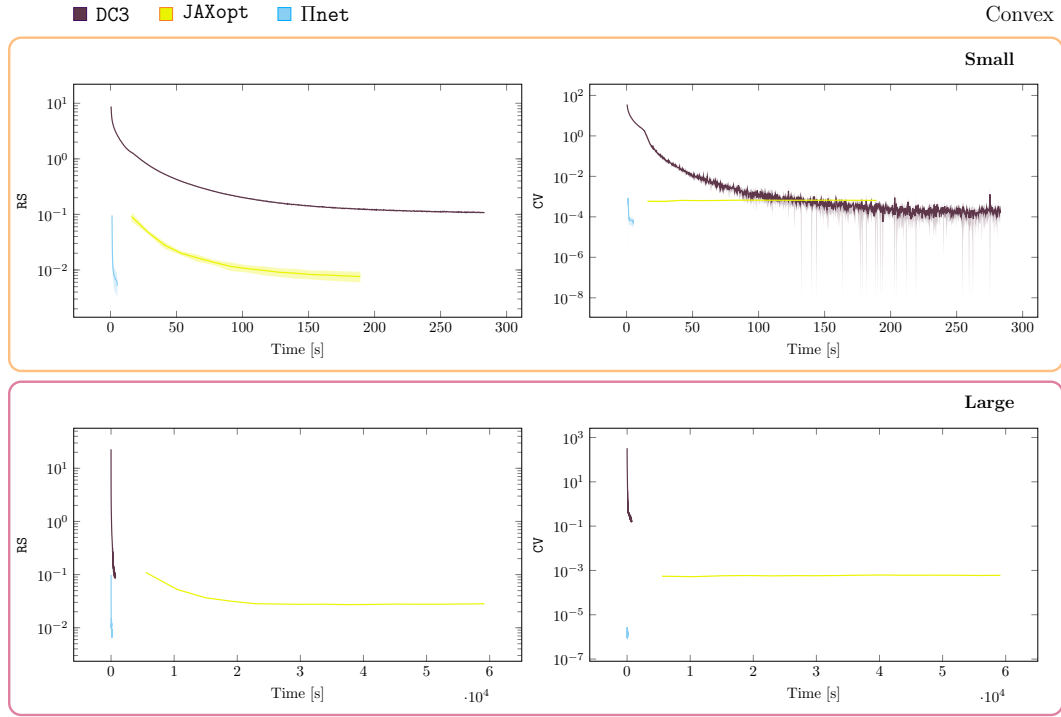 DC3 JAXopt Πnet Convex
Small
10^1
10^0
10^−1
10^−2
RS
0 50 100 150 200 250 300
Time [s]
10^2
10^0
10^−2
10^−4
10^−6
10^−8
CV
0 50 100 150 200 250 300
Time [s]
Large
10^1
10^0
10^−1
10^−2
RS
0 1 2 3 4 5 6
·10^4
Time [s]
10^3
10^1
10^−1
10^−3
10^−5
10^−7
CV
0 1 2 3 4 5 6
·10^4
Time [s]